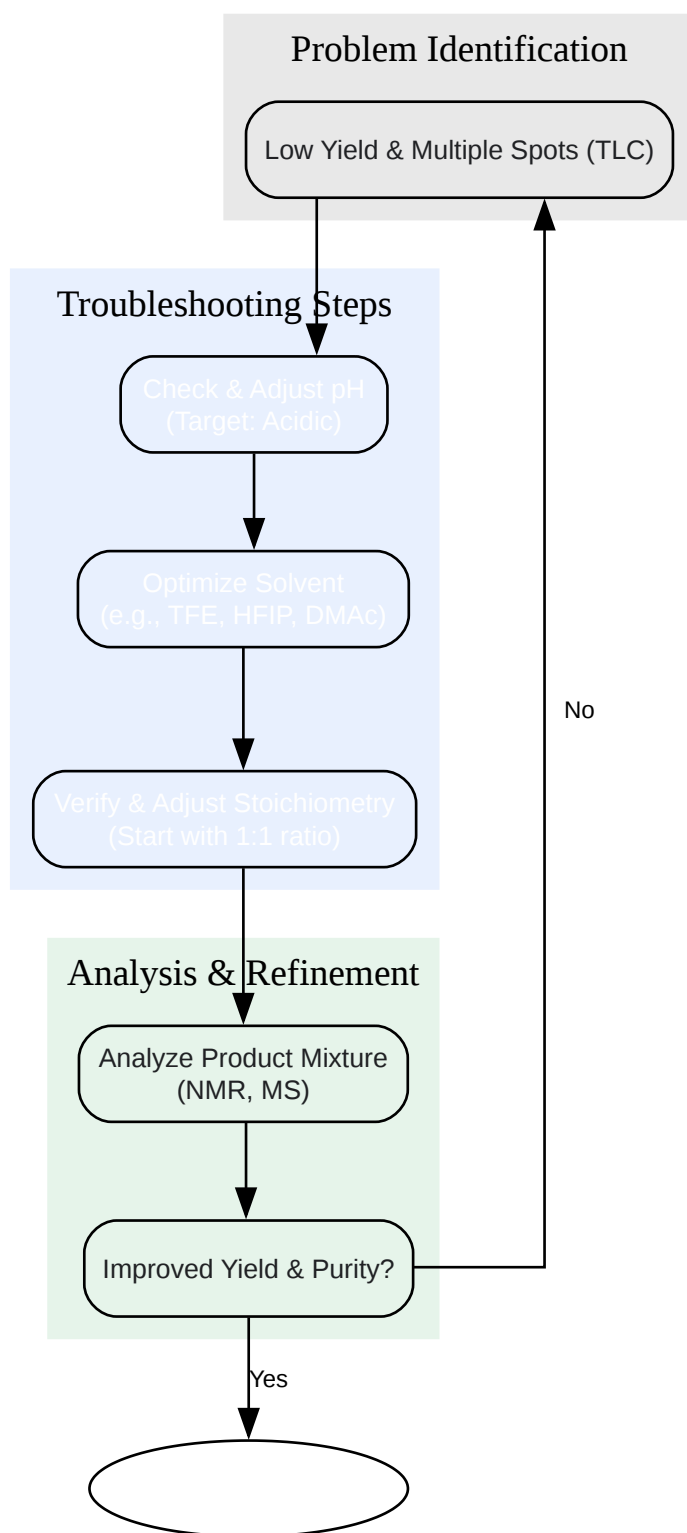 Problem Identification
Low Yield & Multiple Spots (TLC)
Troubleshooting Steps
Check & Adjust pH
(Target: Acidic)
Optimize Solvent
(e.g., TFE, HFIP, DMAc)
No
Verify & Adjust Stoichiometry
(Start with 1:1 ratio)
Analysis & Refinement
Analyze Product Mixture
(NMR, MS)
Improved Yield & Purity?
Yes